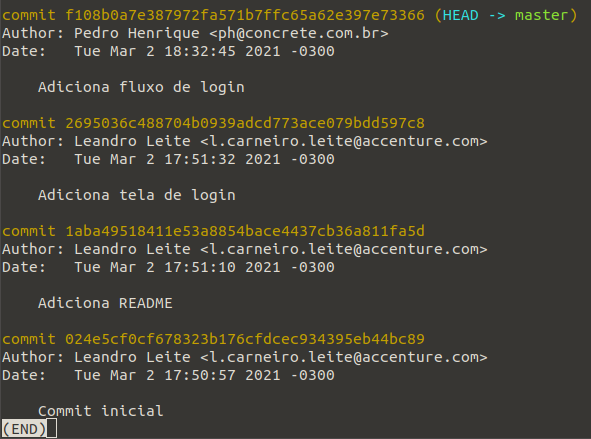 commit f108b0a7e387972fa571b7ffc65a62e397e73366 (HEAD -> master)
Author: Pedro Henrique <ph@concrete.com.br>
Date:   Tue Mar 2 18:32:45 2021 -0300
    Adiciona fluxo de login
commit 2695036c488704b0939adcd773ace079bdd597c8
Author: Leandro Leite <l.carneiro.leite@accenture.com>
Date:   Tue Mar 2 17:51:32 2021 -0300
    Adiciona tela de login
commit 1aba49518411e53a8854bace4437cb36a811fa5d
Author: Leandro Leite <l.carneiro.leite@accenture.com>
Date:   Tue Mar 2 17:51:10 2021 -0300
    Adiciona README
commit 024e5cf0cf678323b176cfdcec934395eb44bc89
Author: Leandro Leite <l.carneiro.leite@accenture.com>
Date:   Tue Mar 2 17:50:57 2021 -0300
    Commit inicial
(END)